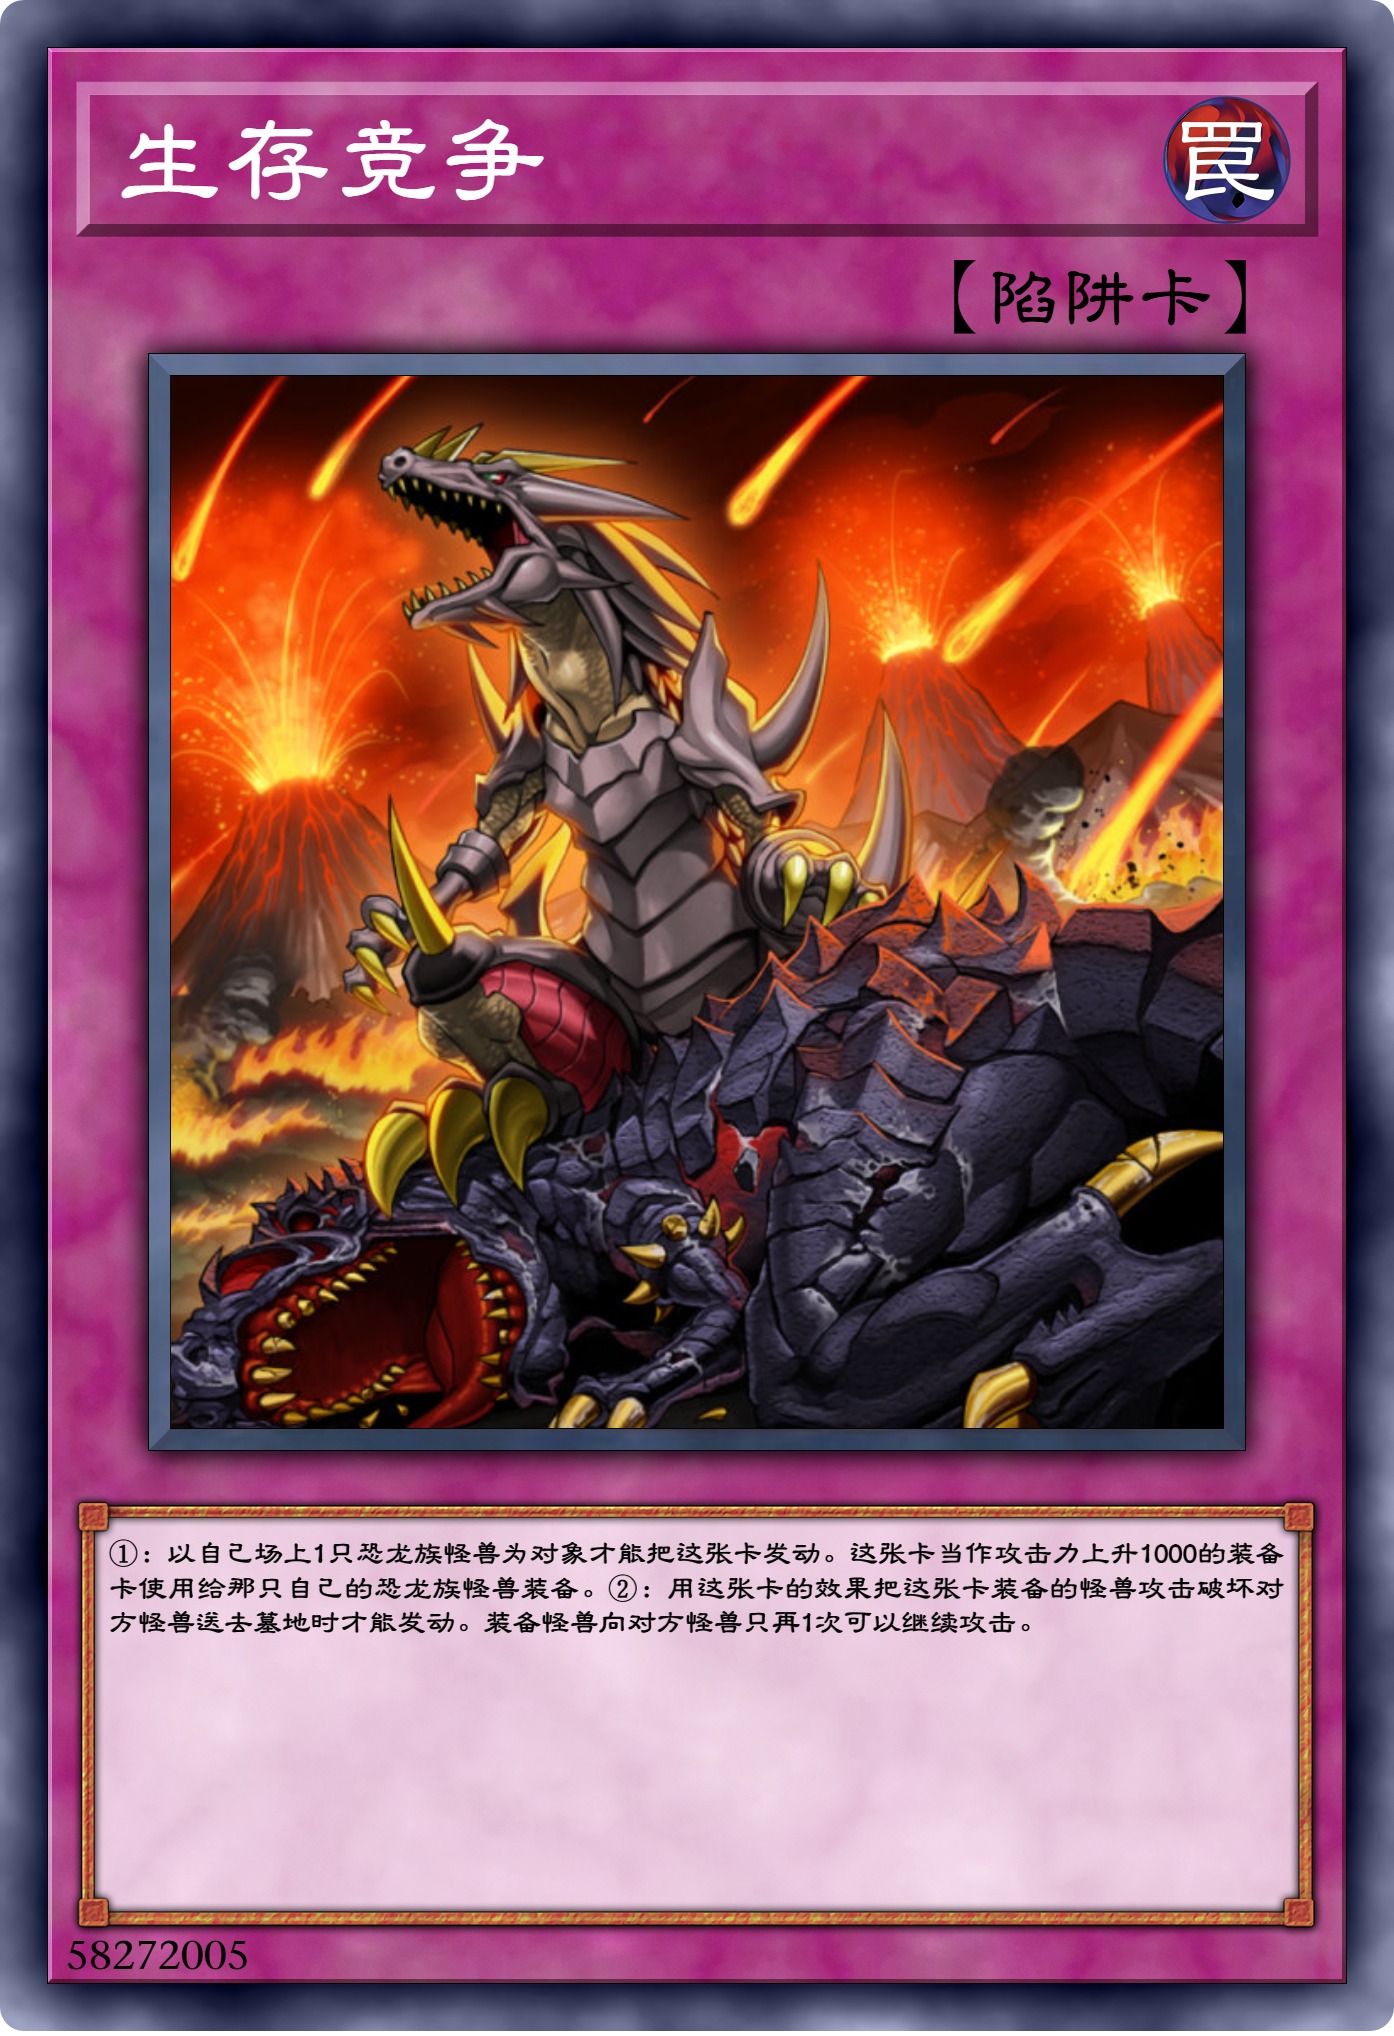 生存竞争
罠
【陷阱卡】
①：以自己场上1只恐龙族怪兽为对象才能把这张卡发动。这张卡当作攻击力上升1000的装备
卡使用给那只自己的恐龙族怪兽装备。②：用这张卡的效果把这张卡装备的怪兽攻击破坏对
方怪兽送去墓地时才能发动。装备怪兽向对方怪兽只再1次可以继续攻击。
58272005